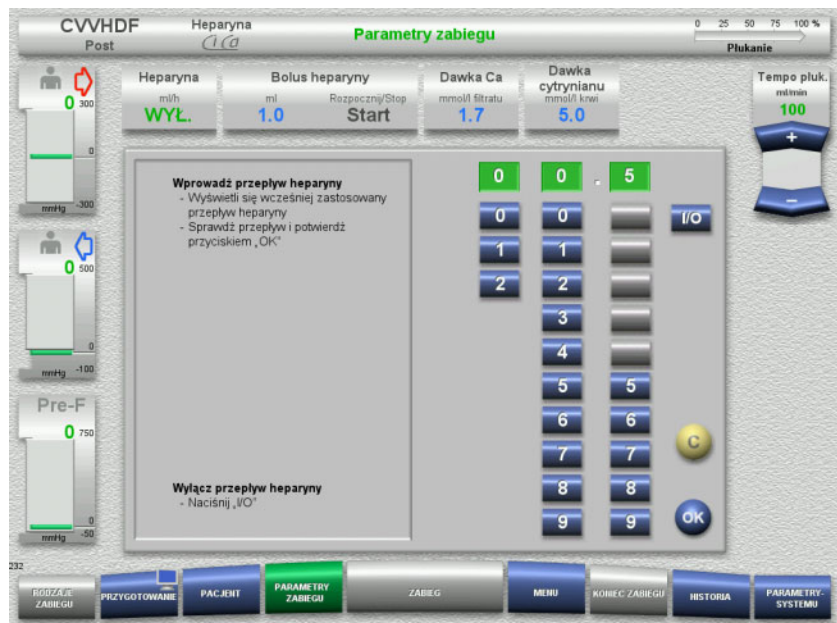 CVVHDF
Post
Heparyna
Ci Ca
Parametry zabiegu
0 25 50 75 100 %
Płukanie
Heparyna
ml/h
WYŁ.
Bolus heparyny
ml
1.0
Rozpocznij/Stop
Start
Dawka Ca
mmol/l filtratu
1.7
Dawka
cytrynianu
mmol/l krwi
5.0
Tempo płuk.
ml/min
100
+
–
0
300
0
-300
mmHg
0
500
0
-100
mmHg
Pre-F
0
750
0
-50
mmHg
Wprowadź przepływ heparyny
- Wyświetli się wcześniej zastosowany
przepływ heparyny
- Sprawdź przepływ i potwierdź
przyciskiem „OK”
Wyłącz przepływ heparyny
- Naciśnij „I/O”
0 0 . 5
0 0 I/O
1 1
2 2
3
4
5 5
6 6
7 7
C
8 8
9 9
OK
232
RODZAJE
ZABIEGU
PRZYGOTOWANIE
PACJENT
PARAMETRY
ZABIEGU
ZABIEG
MENU
KONIEC ZABIEGU
HISTORIA
PARAMETRY-
SYSTEMU